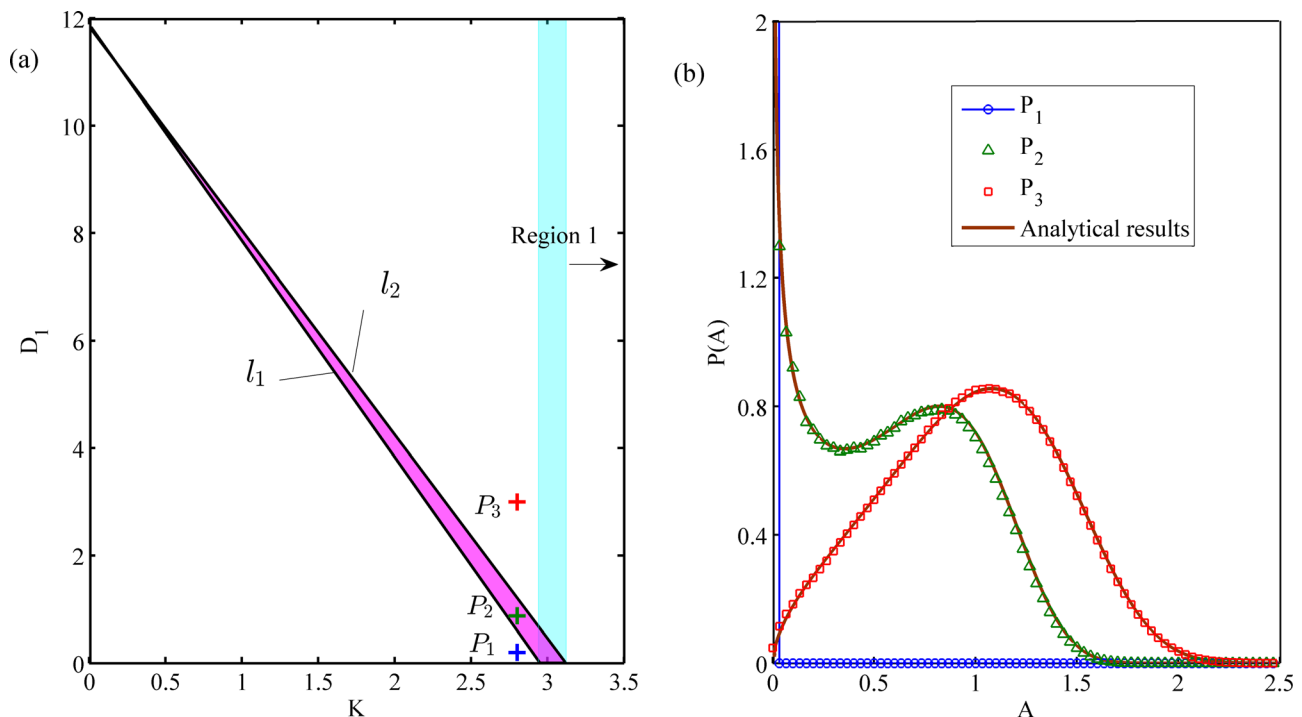 (a)
12
10
8
6
4
2
0
D₁
0 0.5 1 1.5 2 2.5 3 3.5
K
Region 1
l₁
l₂
P₃
P₂
P₁
(b)
2
1.6
1.2
0.8
0.4
0
P(A)
0 0.5 1 1.5 2 2.5
A
P₁
P₂
P₃
Analytical results